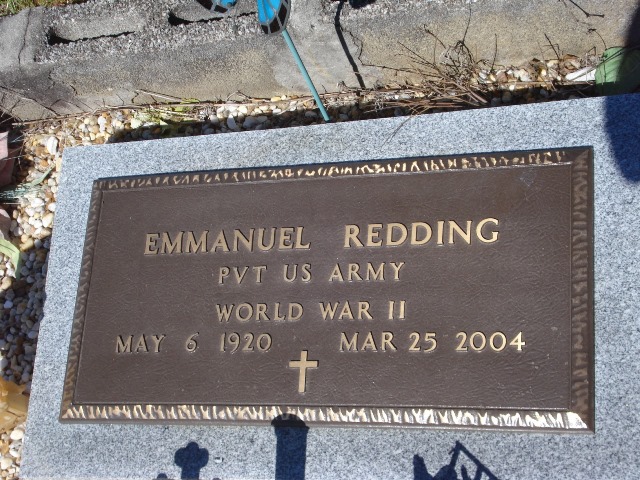 EMMANUEL REDDING
PVT US ARMY
WORLD WAR II
MAY 6 1920 MAR 25 2004